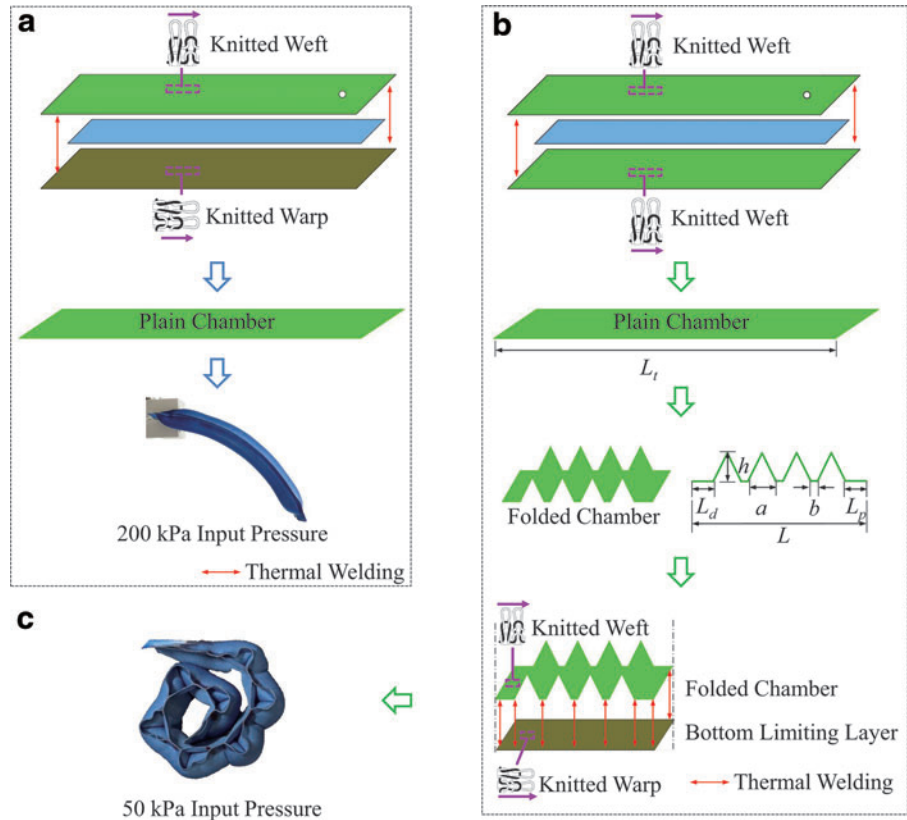 a
Knitted Weft
Knitted Warp
Plain Chamber
200 kPa Input Pressure
Thermal Welding
b
Knitted Weft
Knitted Weft
Plain Chamber
L_t
Folded Chamber
h
L_d
a
b
L_p
L
Knitted Weft
Folded Chamber
Bottom Limiting Layer
Knitted Warp
Thermal Welding
c
50 kPa Input Pressure